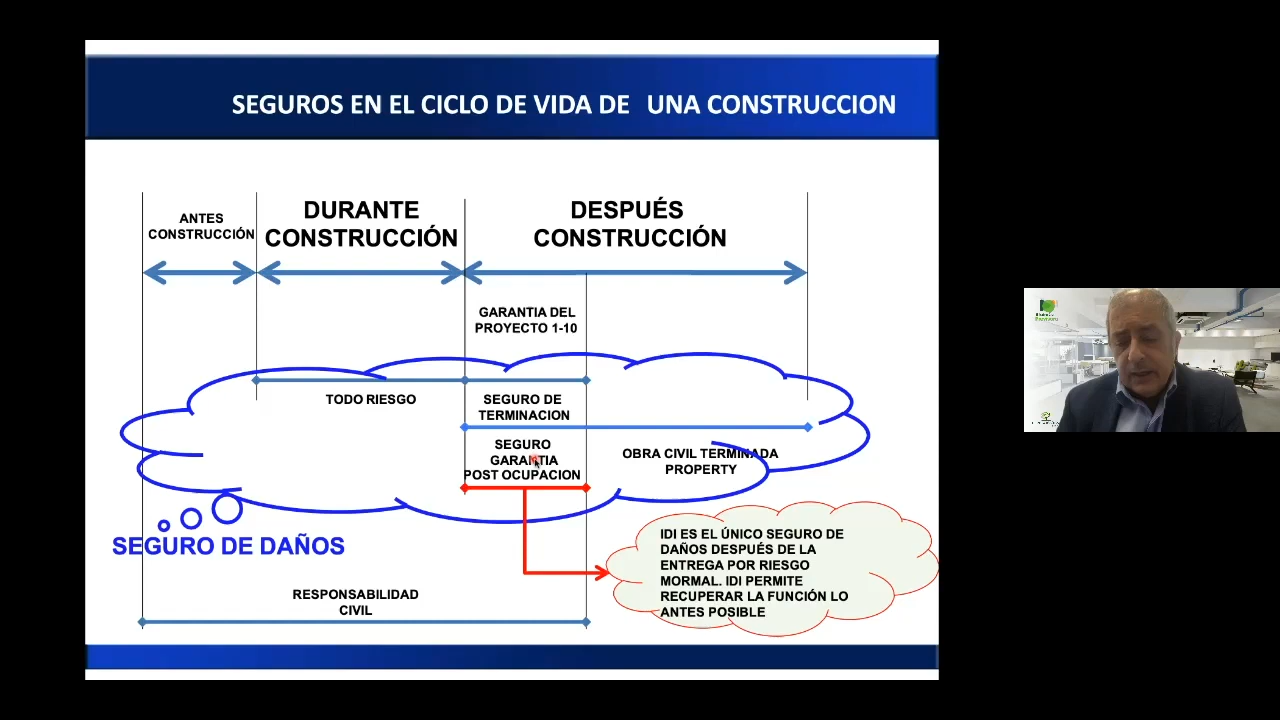 SEGUROS EN EL CICLO DE VIDA DE UNA CONSTRUCCION
ANTES
CONSTRUCCIÓN
DURANTE
CONSTRUCCIÓN
DESPUÉS
CONSTRUCCIÓN
GARANTIA DEL
PROYECTO 1-10
TODO RIESGO
SEGURO DE
TERMINACION
SEGURO
GARANTIA
POST OCUPACION
OBRA CIVIL TERMINADA
PROPERTY
SEGURO DE DAÑOS
IDI ES EL ÚNICO SEGURO DE
DAÑOS DESPUÉS DE LA
ENTREGA POR RIESGO
MORMAL. IDI PERMITE
RECUPERAR LA FUNCIÓN LO
ANTES POSIBLE
RESPONSABILIDAD
CIVIL